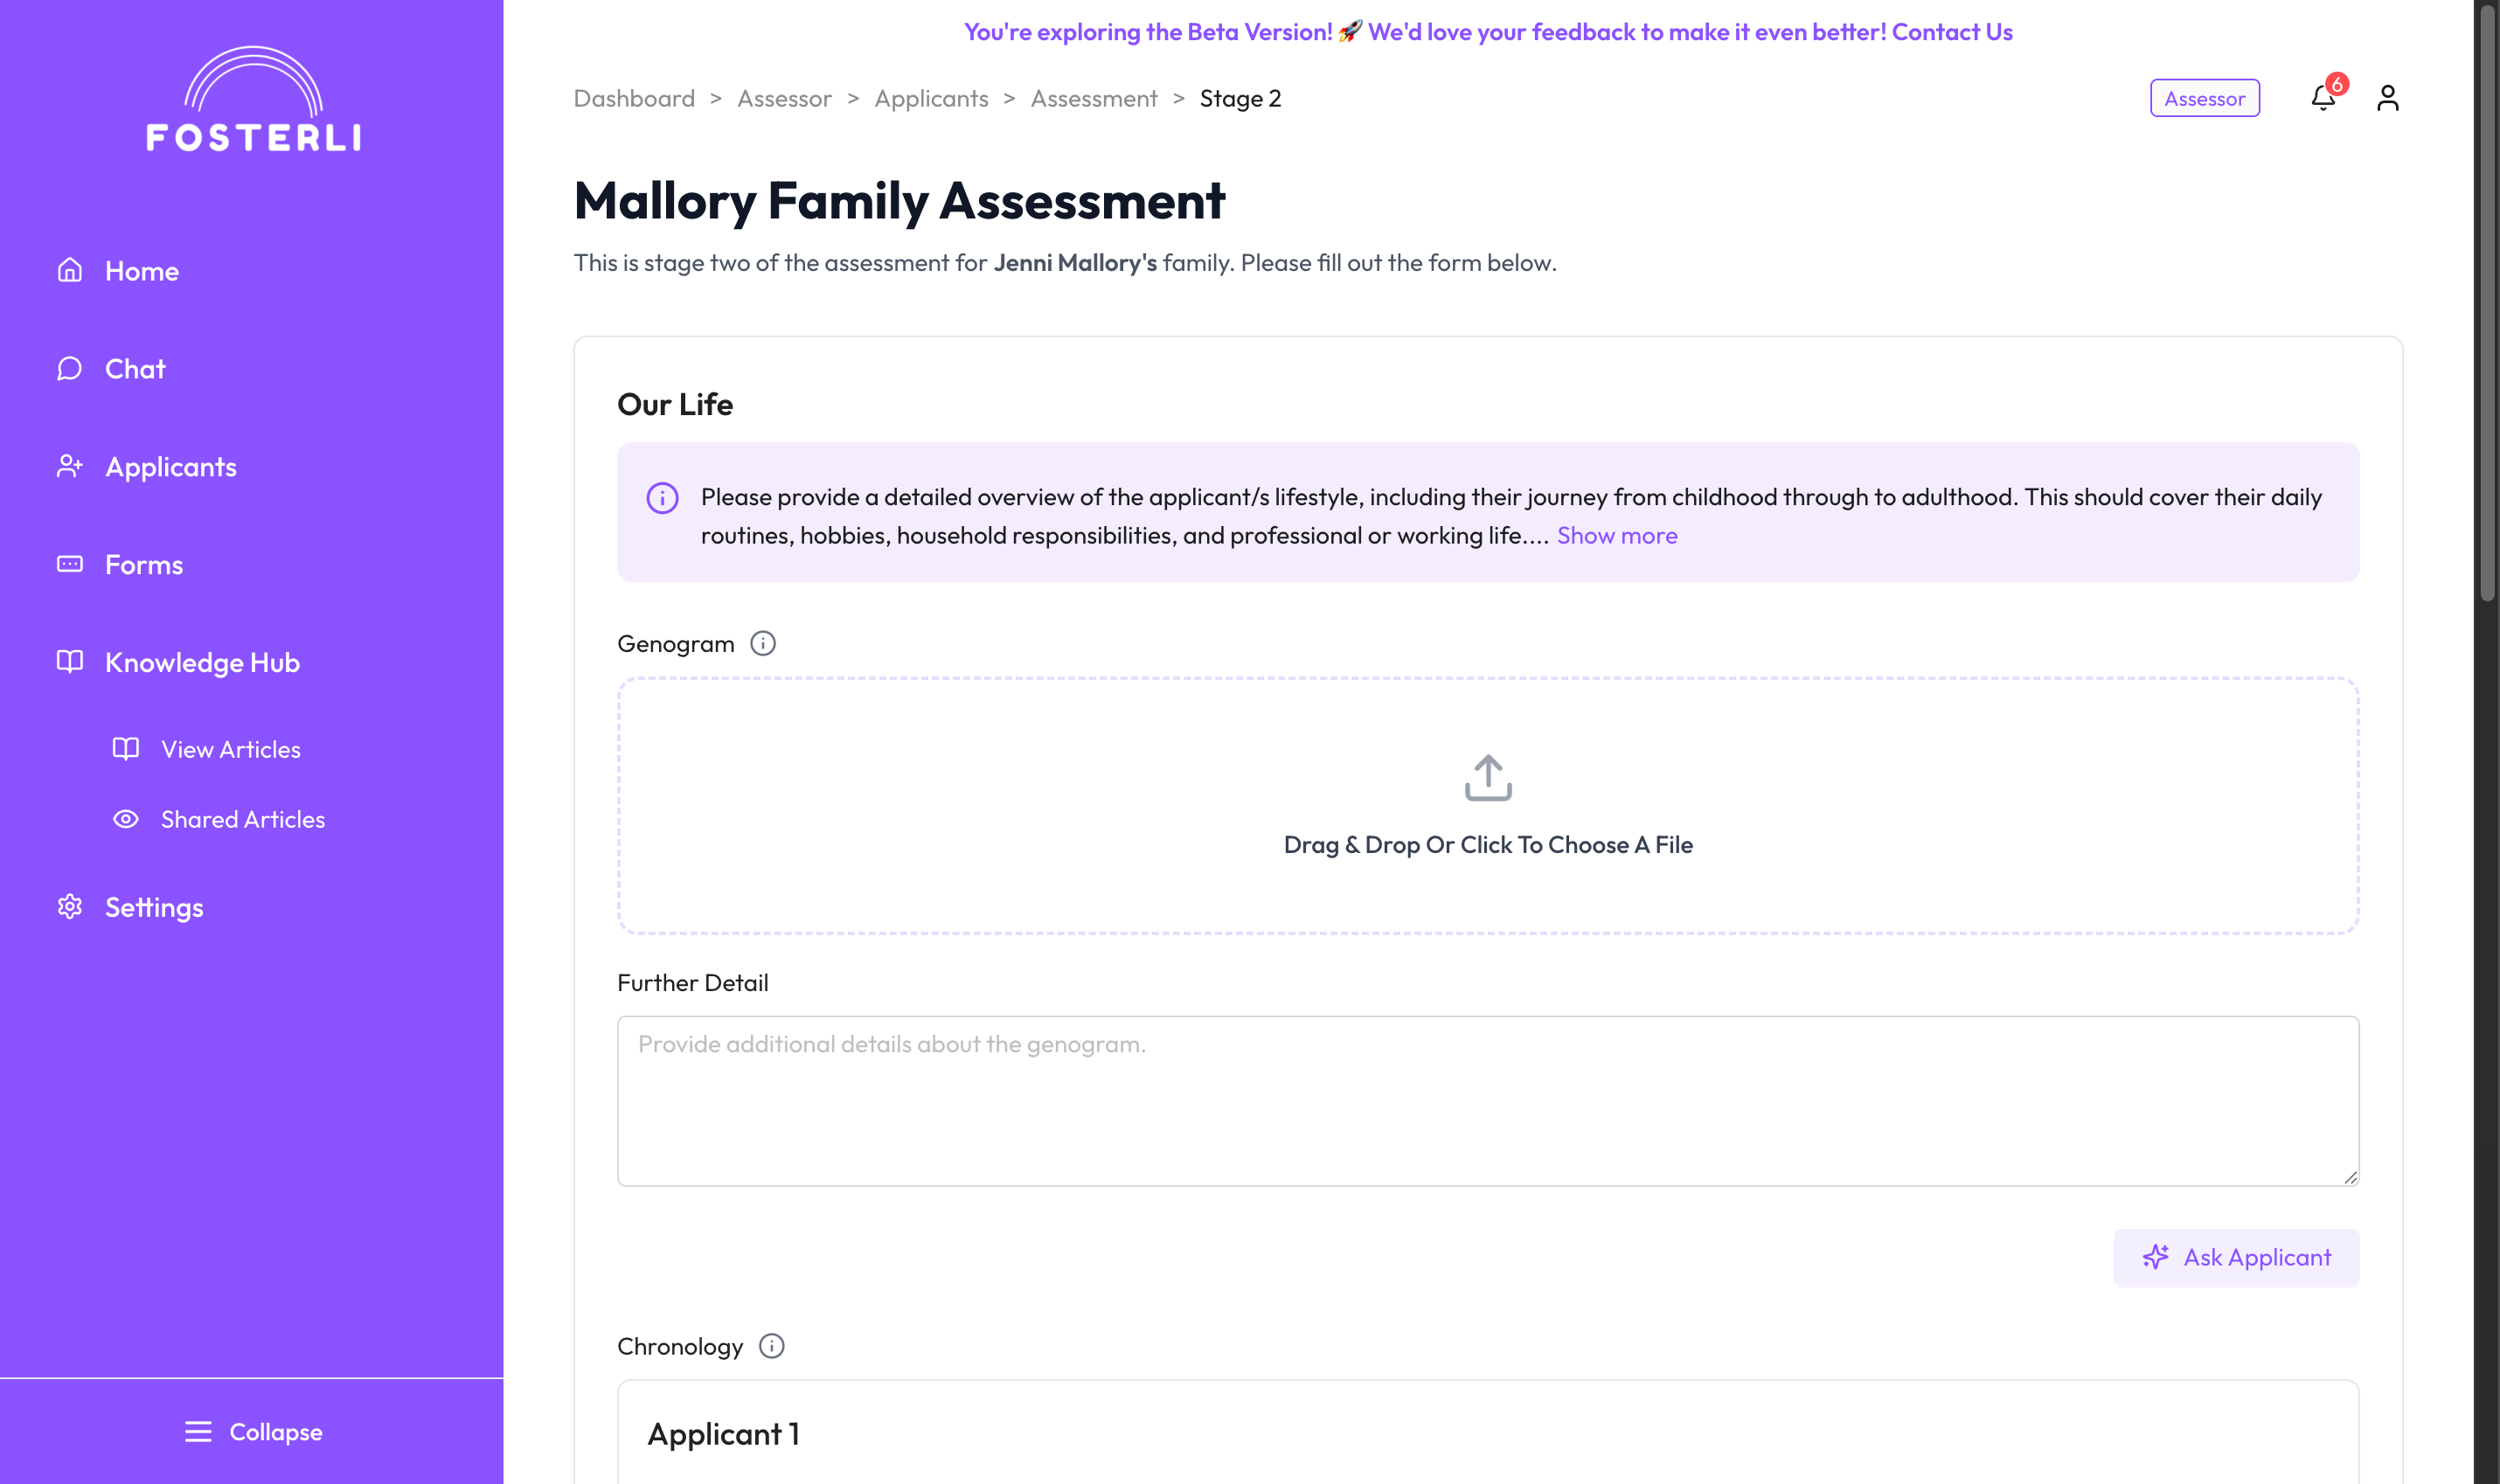 FOSTERLI
Home
Chat
Applicants
Forms
Knowledge Hub
View Articles
Shared Articles
Settings
Collapse
You're exploring the Beta Version! 🚀 We'd love your feedback to make it even better! Contact Us
Dashboard > Assessor > Applicants > Assessment > Stage 2
Assessor
6
Mallory Family Assessment
This is stage two of the assessment for Jenni Mallory's family. Please fill out the form below.
Our Life
Please provide a detailed overview of the applicant/s lifestyle, including their journey from childhood through to adulthood. This should cover their daily
routines, hobbies, household responsibilities, and professional or working life.... Show more
Genogram
Drag & Drop Or Click To Choose A File
Further Detail
Provide additional details about the genogram.
Ask Applicant
Chronology
Applicant 1